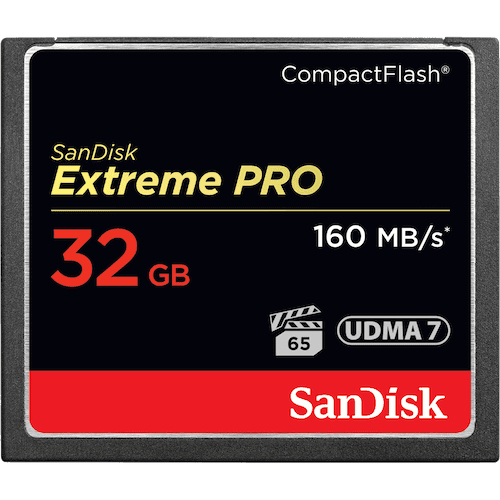 CompactFlash®
SanDisk
Extreme PRO
160 MB/s*
32 GB
65
UDMA 7
SanDisk